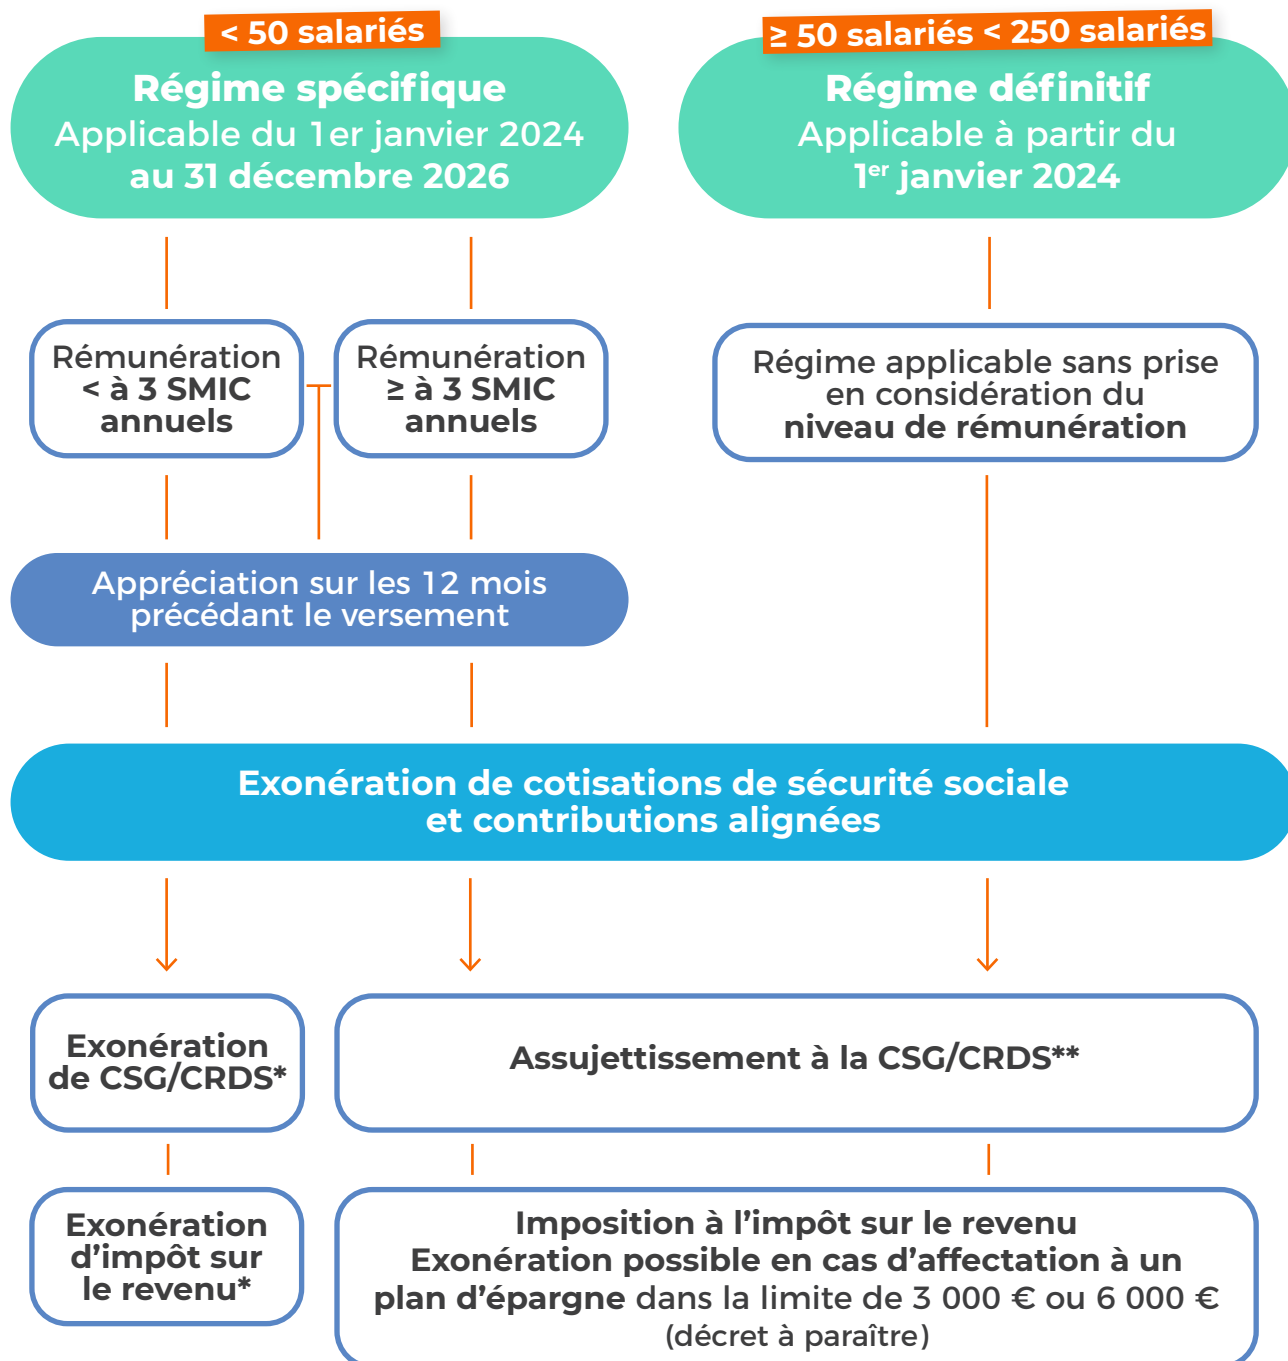 < 50 salariés
Régime spécifique
Applicable du 1er janvier 2024
au 31 décembre 2026
≥ 50 salariés < 250 salariés
Régime définitif
Applicable à partir du
1er janvier 2024
Rémunération
< à 3 SMIC
annuels
Rémunération
≥ à 3 SMIC
annuels
Régime applicable sans prise
en considération du
niveau de rémunération
Appréciation sur les 12 mois
précédant le versement
Exonération de cotisations de sécurité sociale
et contributions alignées
Exonération
de CSG/CRDS*
Assujettissement à la CSG/CRDS**
Exonération
d’impôt sur
le revenu*
Imposition à l’impôt sur le revenu
Exonération possible en cas d’affectation à un
plan d’épargne dans la limite de 3 000 € ou 6 000 €
(décret à paraître)